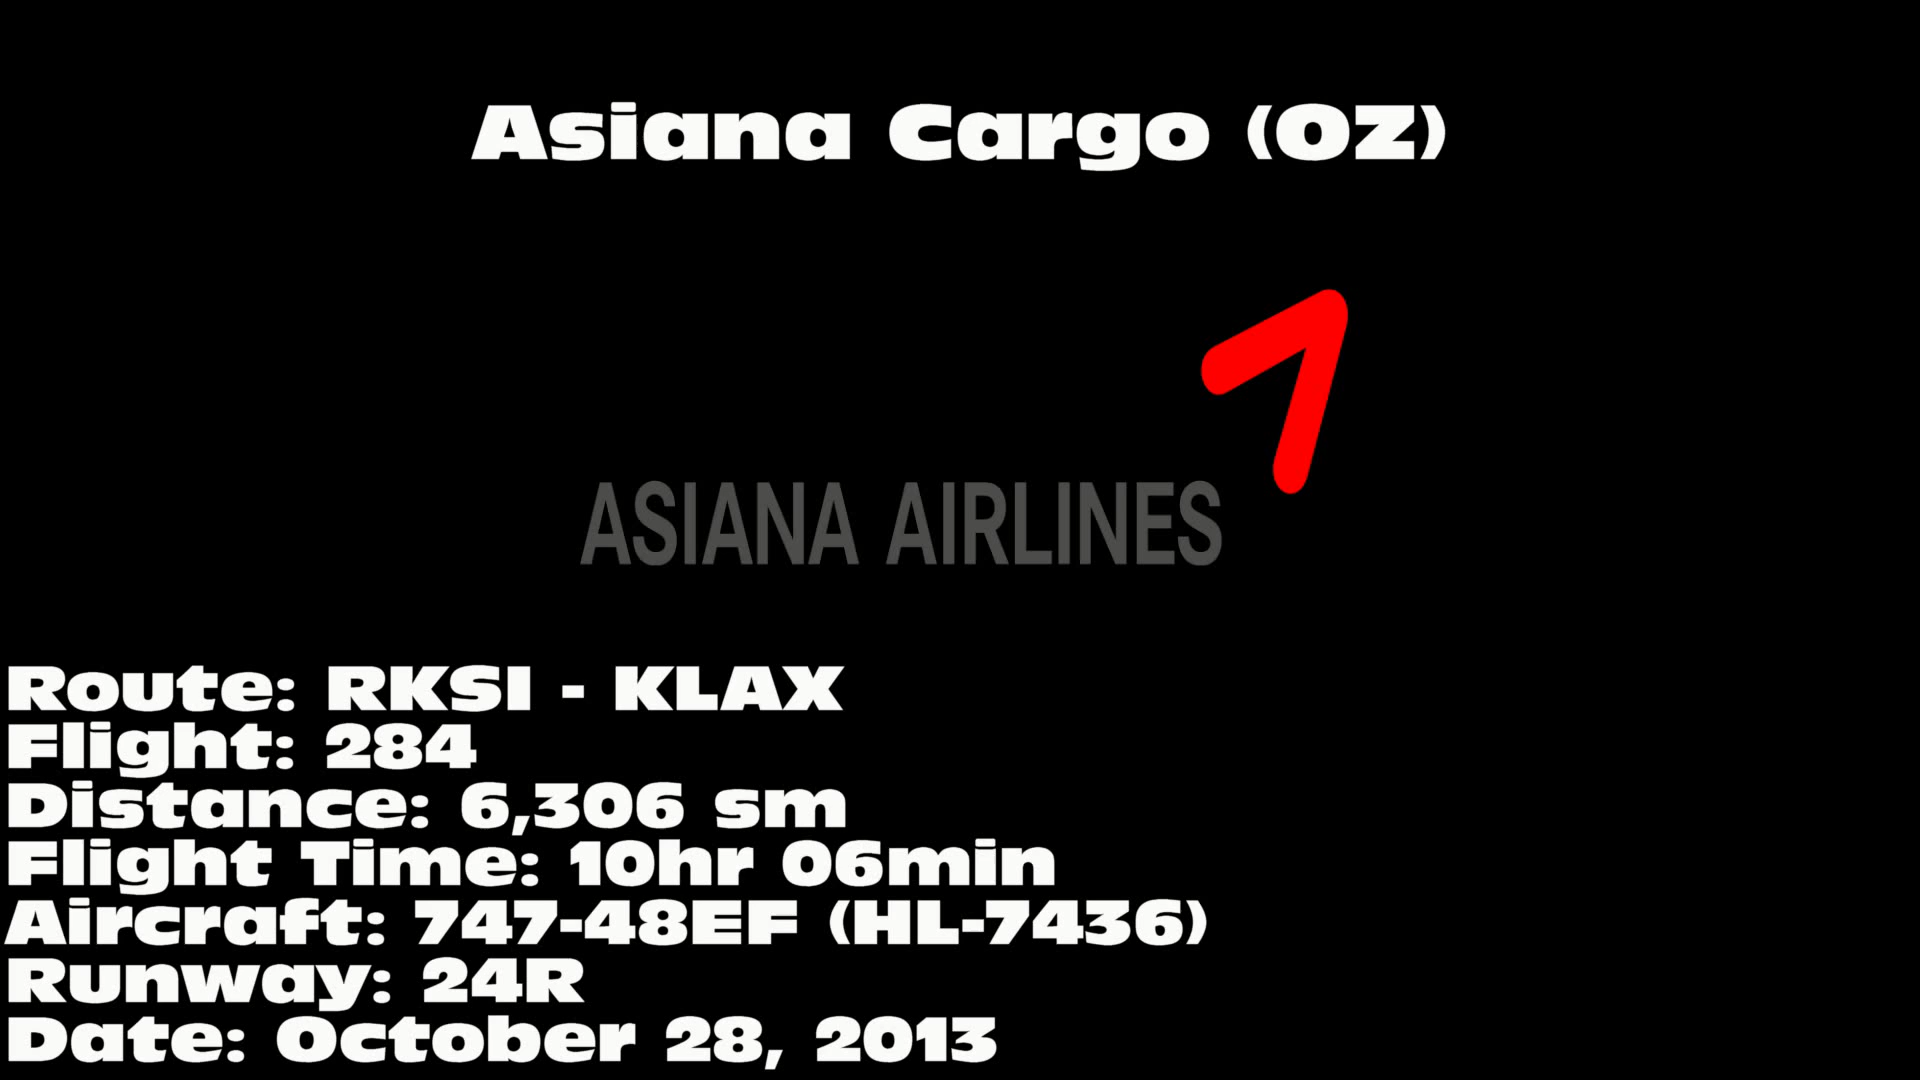 Asiana Cargo (OZ)
ASIANA AIRLINES
Route: RKSI - KLAX
Flight: 284
Distance: 6,306 sm
Flight Time: 10hr 06min
Aircraft: 747-48EF (HL-7436)
Runway: 24R
Date: October 28, 2013